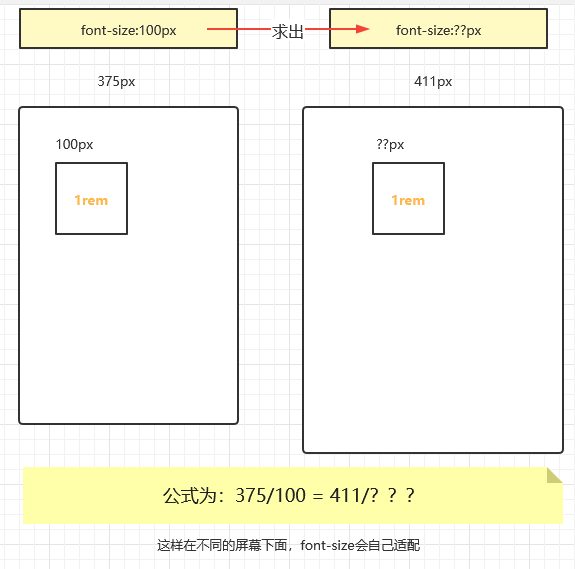 font-size:100px 求出 font-size:??px
375px 411px
100px ??px
1rem 1rem
公式为：375/100 = 411/？？？
这样在不同的屏幕下面，font-size会自己适配